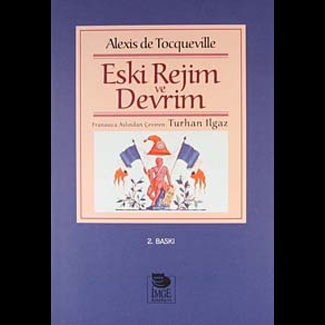 Alexis de Tocqueville
Eski Rejim
ve
Devrim
Fransızca Aslından Çeviren Turhan Ilgaz
2. BASKI
İMGE